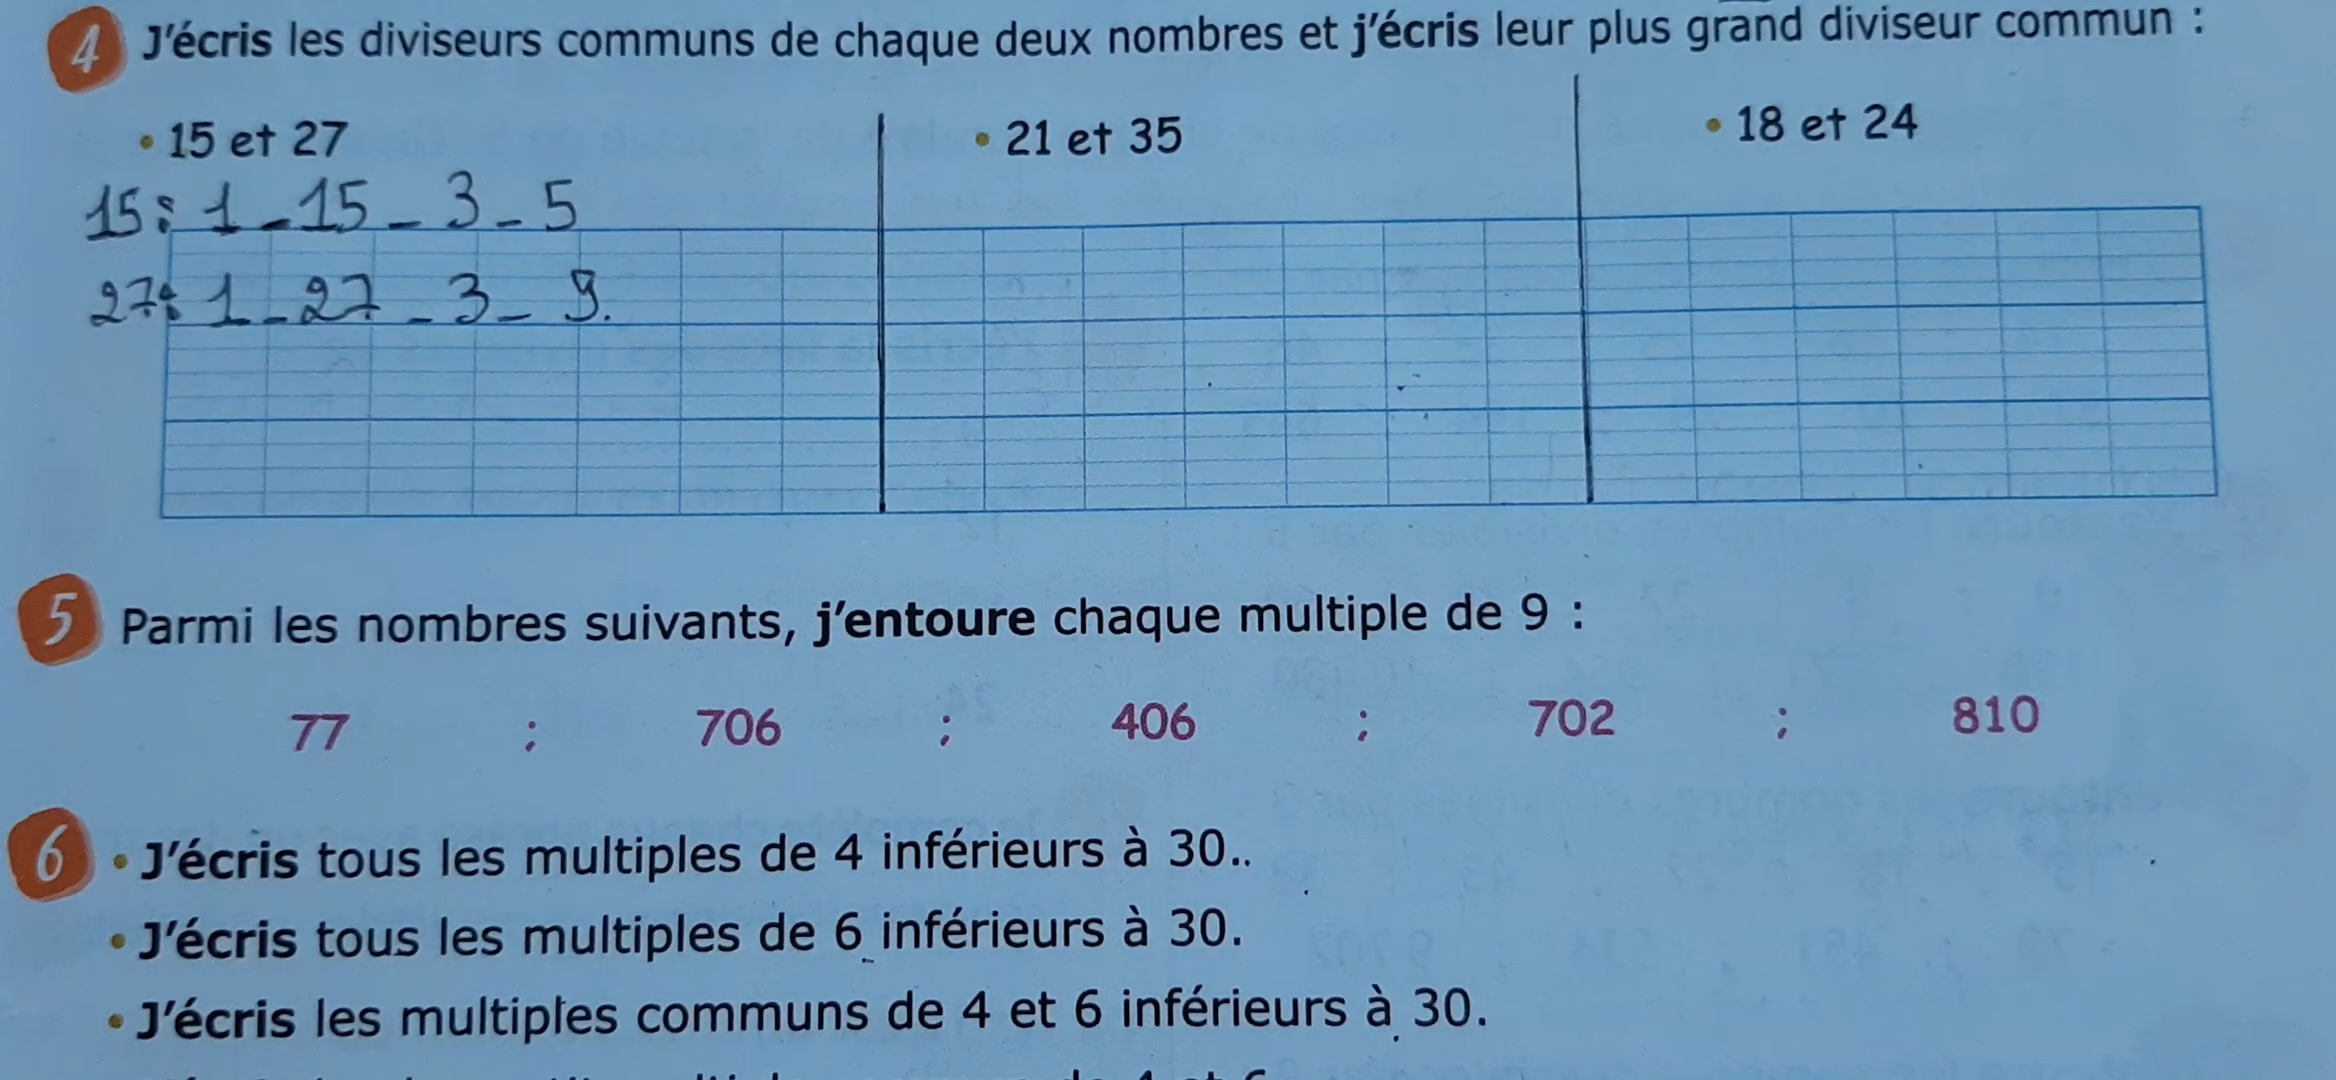 4 J'écris les diviseurs communs de chaque deux nombres et j'écris leur plus grand diviseur commun :
• 15 et 27 • 21 et 35 • 18 et 24
15: 1 - 15 - 3 - 5
27: 1 - 27 - 3 - 9.
5 Parmi les nombres suivants, j'entoure chaque multiple de 9 :
77 ; 706 ; 406 ; 702 ; 810
6 • J'écris tous les multiples de 4 inférieurs à 30..
• J'écris tous les multiples de 6 inférieurs à 30.
• J'écris les multiples communs de 4 et 6 inférieurs à 30.